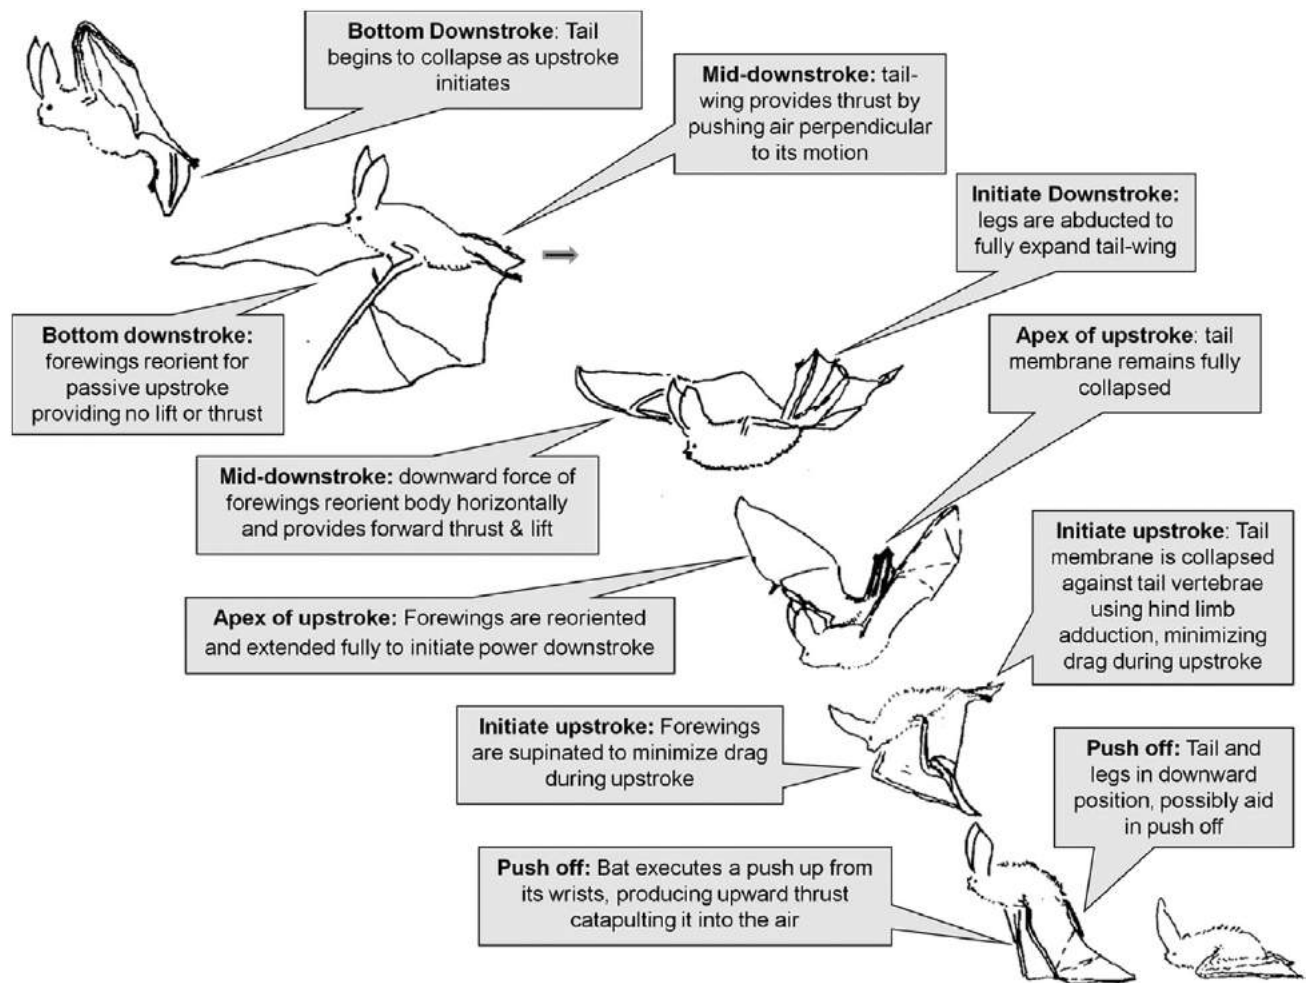 Bottom Downstroke: Tail
begins to collapse as upstroke
initiates
Mid-downstroke: tail-
wing provides thrust by
pushing air perpendicular
to its motion
Initiate Downstroke:
legs are abducted to
fully expand tail-wing
Bottom downstroke:
forewings reorient for
passive upstroke
providing no lift or thrust
Apex of upstroke: tail
membrane remains fully
collapsed
Mid-downstroke: downward force of
forewings reorient body horizontally
and provides forward thrust & lift
Initiate upstroke: Tail
membrane is collapsed
against tail vertebrae
using hind limb
adduction, minimizing
drag during upstroke
Apex of upstroke: Forewings are reoriented
and extended fully to initiate power downstroke
Initiate upstroke: Forewings
are supinated to minimize drag
during upstroke
Push off: Tail and
legs in downward
position, possibly aid
in push off
Push off: Bat executes a push up from
its wrists, producing upward thrust
catapulting it into the air